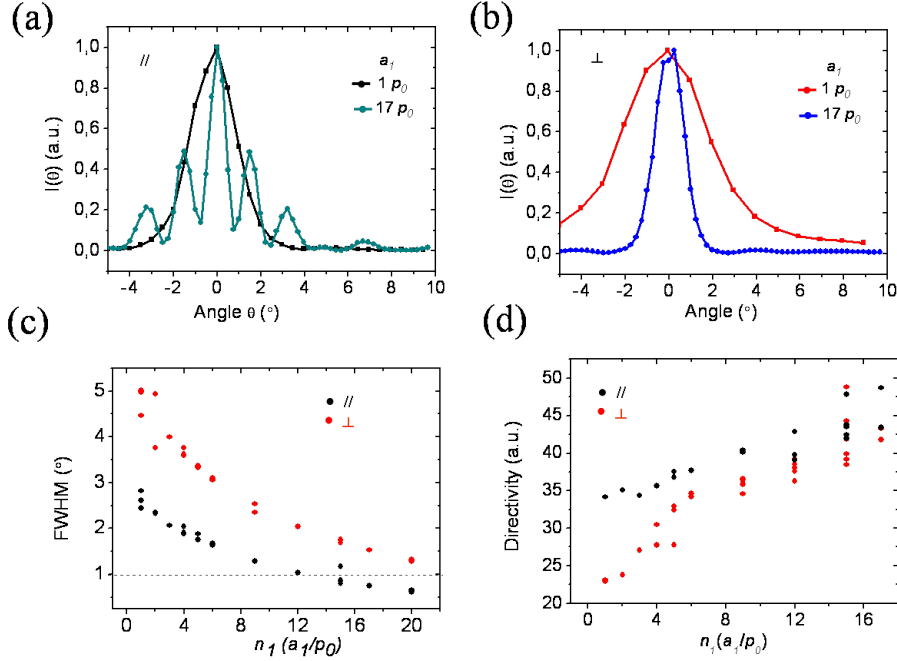 (a)
1,0
0,8
0,6
0,4
0,2
0,0
I(θ) (a.u.)
//
a1
1 p0
17 p0
-4 -2 0 2 4 6 8 10
Angle θ (°)
(b)
1,0
0,8
0,6
0,4
0,2
0,0
I(θ) (a.u.)
⊥
a1
1 p0
17 p0
-4 -2 0 2 4 6 8 10
Angle θ (°)
(c)
5
4
3
2
1
FWHM (°)
//
⊥
0 4 8 12 16 20
n1 (a1/p0)
(d)
50
45
40
35
30
25
20
Directivity (a.u.)
//
⊥
0 2 4 6 8 10 12 14 16
n1(a1/p0)